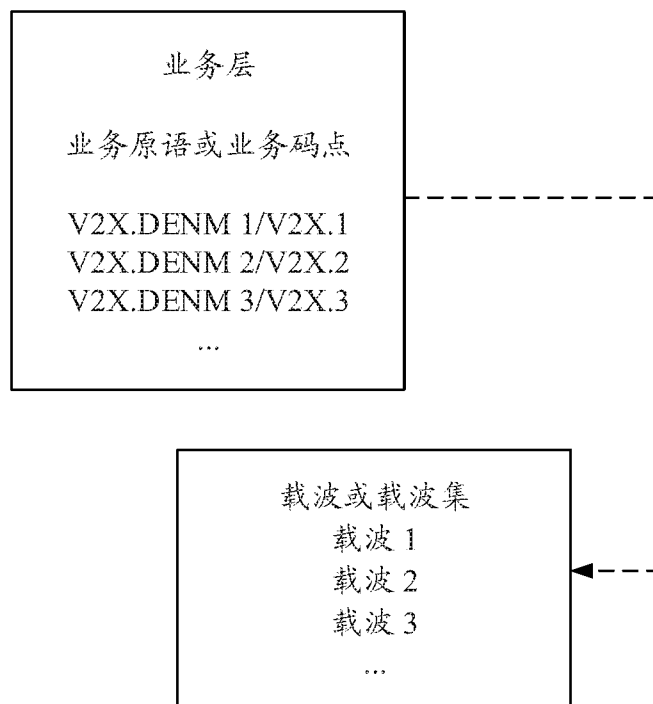 业务层
业务原语或业务码点
V2X.DENM 1/V2X.1
V2X.DENM 2/V2X.2
V2X.DENM 3/V2X.3
...
载波或载波集
载波 1
载波 2
载波 3
...